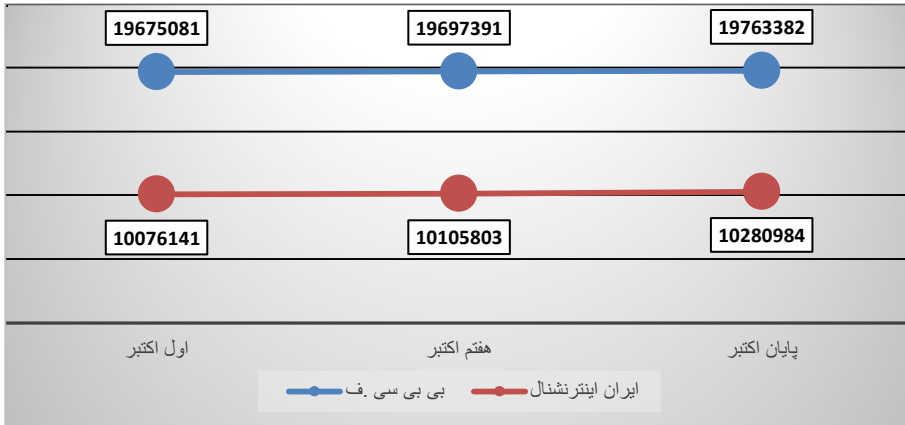 19675081 19697391 19763382
10076141 10105803 10280984
اول اکتبر هفتم اکتبر پایان اکتبر
بی بی سی .ف ایران اینترنشنال